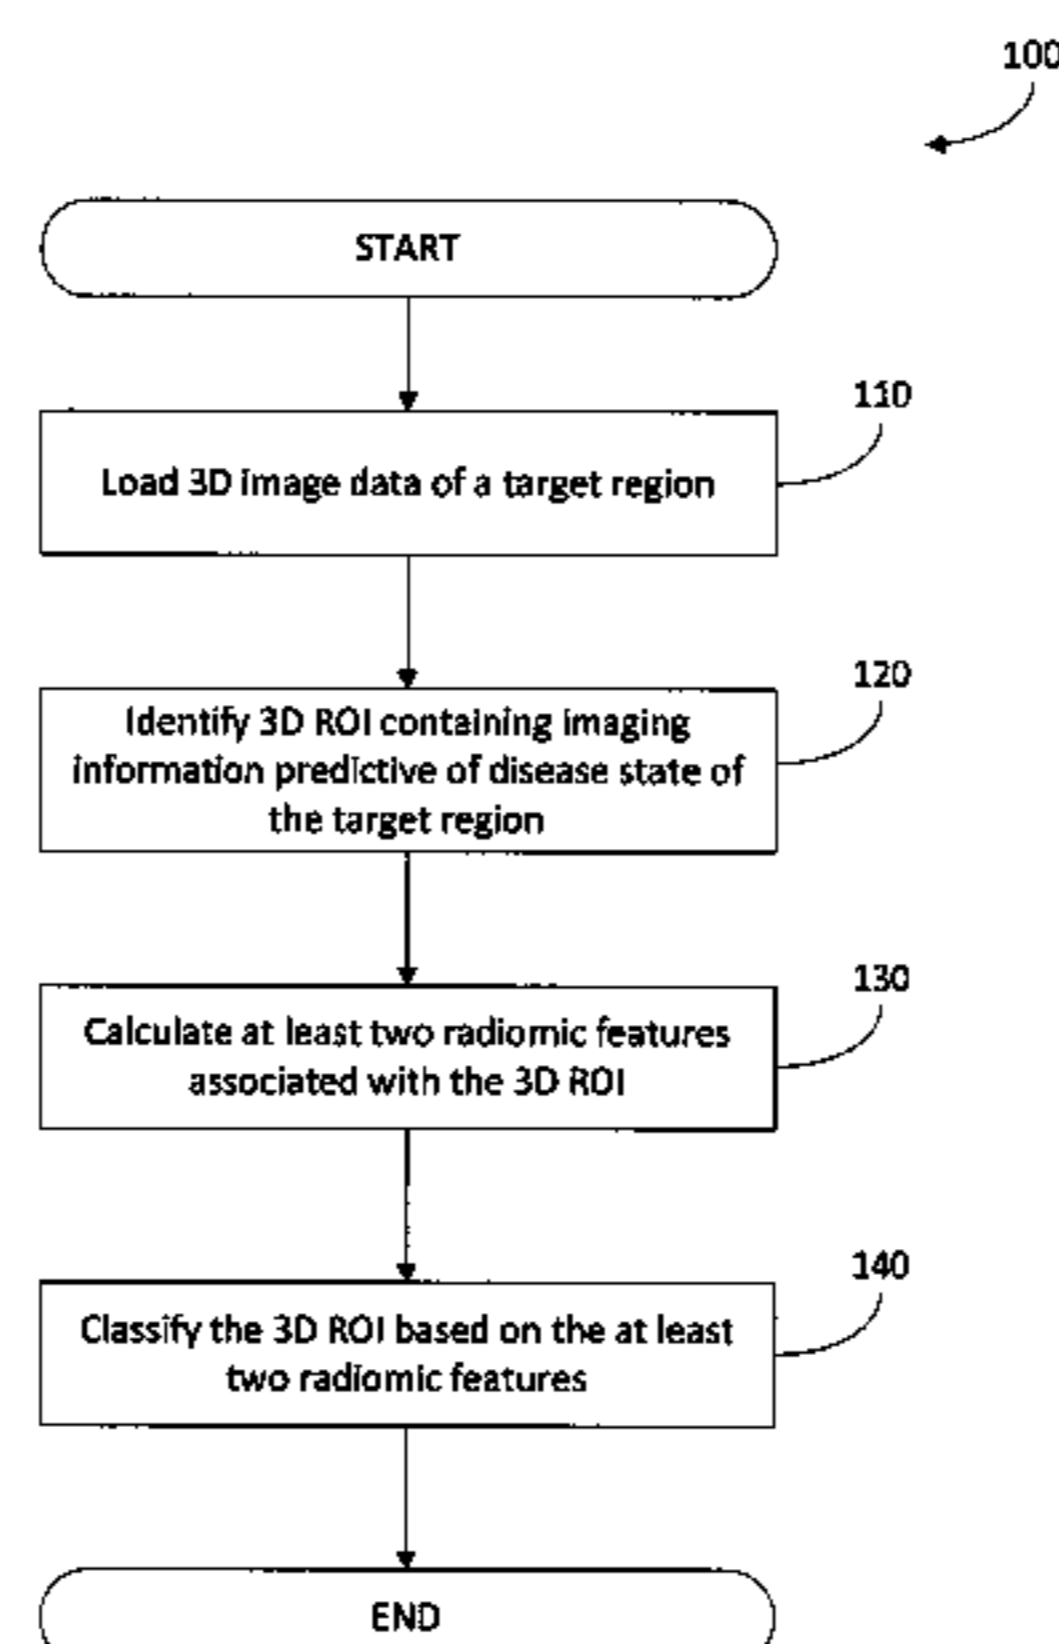 100
START
110
Load 3D image data of a target region
120
Identify 3D ROI containing imaging
information predictive of disease state of
the target region
130
Calculate at least two radiomic features
associated with the 3D ROI
140
Classify the 3D ROI based on the at least
two radiomic features
END